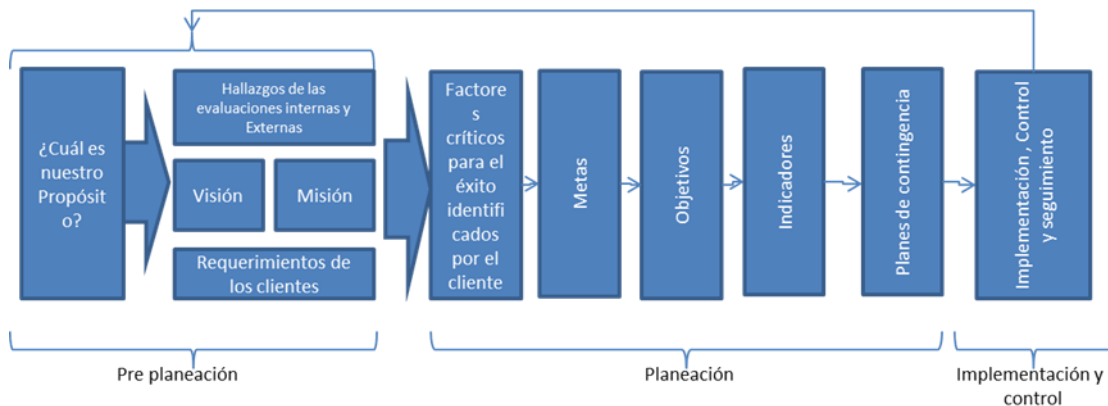 ¿Cuál es
nuestro
Propósit
o?
Hallazgos de las
evaluaciones internas y
Externas
Visión
Misión
Requerimientos de
los clientes
Factore
s
críticos
para el
éxito
identifi
cados
por el
cliente
Metas
Objetivos
Indicadores
Planes de contingencia
Implementación , Control
y seguimiento
Pre planeación
Planeación
Implementación y
control